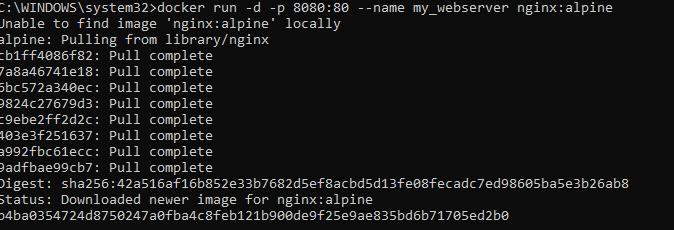 C:\WINDOWS\system32>docker run -d -p 8080:80 --name my_webserver nginx:alpine
Unable to find image 'nginx:alpine' locally
alpine: Pulling from library/nginx
cb1ff4086f82: Pull complete
7a8a46741e18: Pull complete
6bc572a340ec: Pull complete
9824c27679d3: Pull complete
c9ebe2ff2d2c: Pull complete
403e3f251637: Pull complete
a992fbc61ecc: Pull complete
9adfbae99cb7: Pull complete
Digest: sha256:42a516af16b852e33b7682d5ef8acbd5d13fe08fecadc7ed98605ba5e3b26ab8
Status: Downloaded newer image for nginx:alpine
b4ba0354724d8750247a0fba4c8feb121b900de9f25e9ae835bd6b71705ed2b0